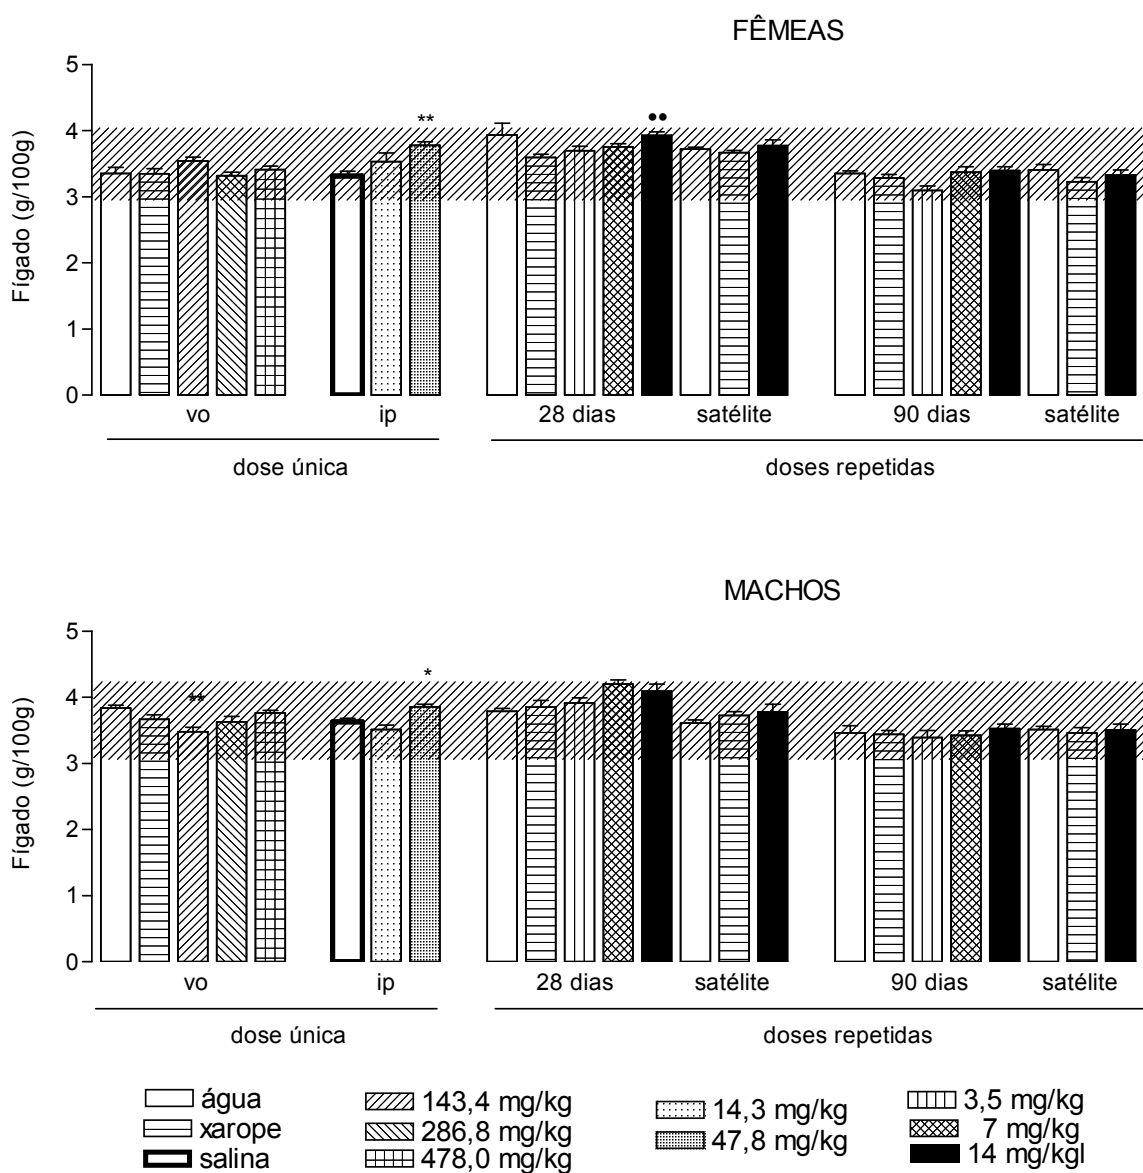 FÊMEAS
5
4
3
2
1
0
Fígado (g/100g)
**
••
vo
ip
28 dias
satélite
90 dias
satélite
dose única
doses repetidas
MACHOS
5
4
3
2
1
0
Fígado (g/100g)
**
*
vo
ip
28 dias
satélite
90 dias
satélite
dose única
doses repetidas
água
xarope
salina
143,4 mg/kg
286,8 mg/kg
478,0 mg/kg
14,3 mg/kg
47,8 mg/kg
3,5 mg/kg
7 mg/kg
14 mg/kgl